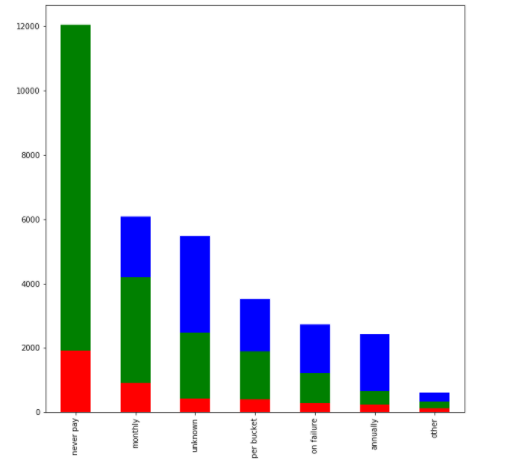 12000
10000
8000
6000
4000
2000
0
never pay
monthly
unknown
per bucket
on failure
annually
other